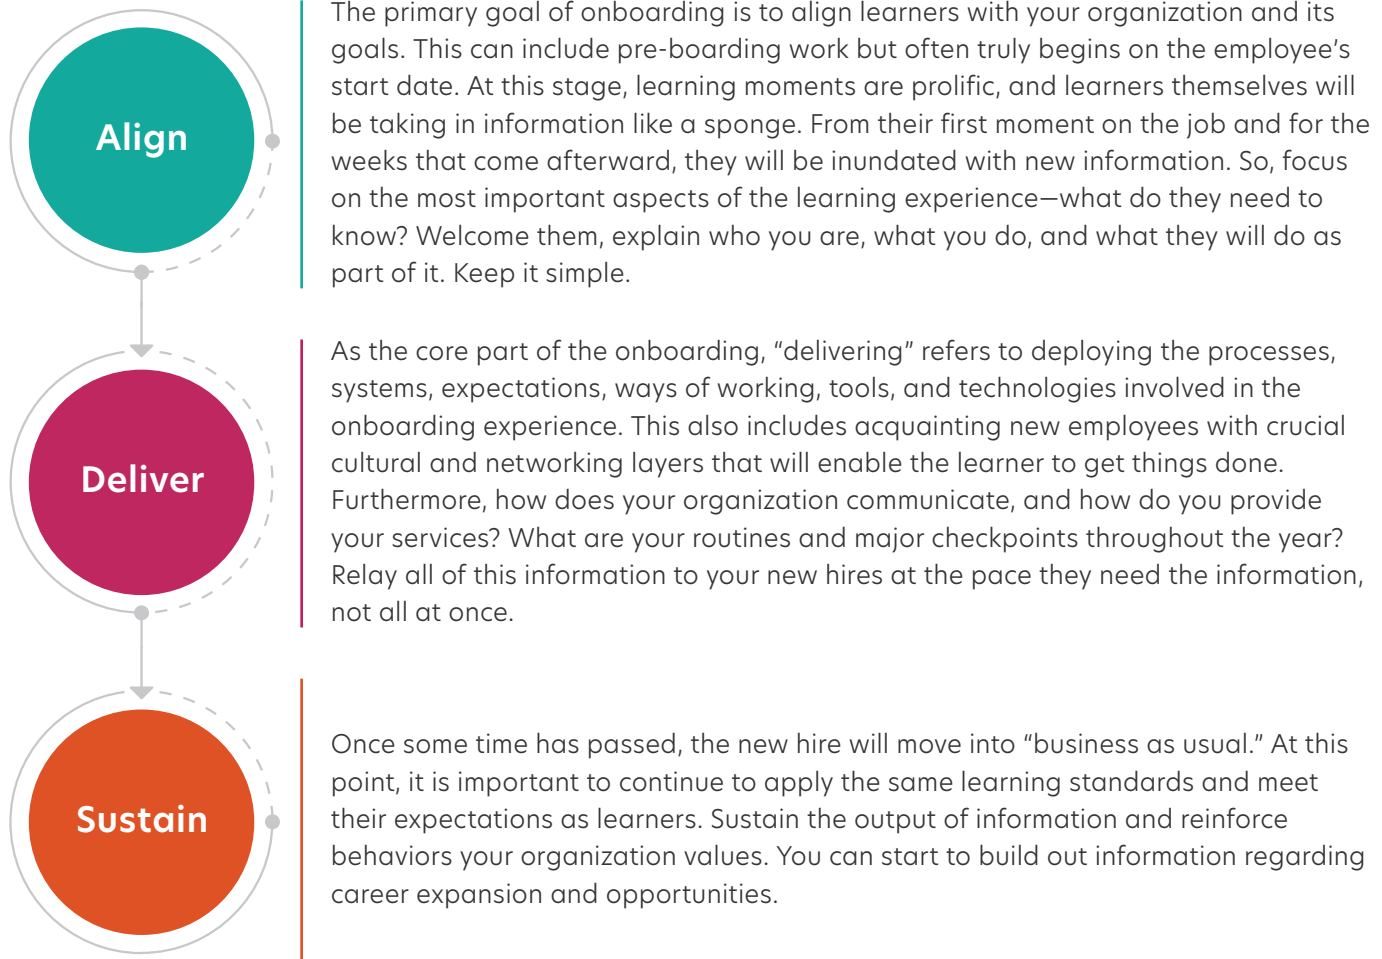 Align
The primary goal of onboarding is to align learners with your organization and its
goals. This can include pre-boarding work but often truly begins on the employee’s
start date. At this stage, learning moments are prolific, and learners themselves will
be taking in information like a sponge. From their first moment on the job and for the
weeks that come afterward, they will be inundated with new information. So, focus
on the most important aspects of the learning experience—what do they need to
know? Welcome them, explain who you are, what you do, and what they will do as
part of it. Keep it simple.
Deliver
As the core part of the onboarding, “delivering” refers to deploying the processes,
systems, expectations, ways of working, tools, and technologies involved in the
onboarding experience. This also includes acquainting new employees with crucial
cultural and networking layers that will enable the learner to get things done.
Furthermore, how does your organization communicate, and how do you provide
your services? What are your routines and major checkpoints throughout the year?
Relay all of this information to your new hires at the pace they need the information,
not all at once.
Sustain
Once some time has passed, the new hire will move into “business as usual.” At this
point, it is important to continue to apply the same learning standards and meet
their expectations as learners. Sustain the output of information and reinforce
behaviors your organization values. You can start to build out information regarding
career expansion and opportunities.